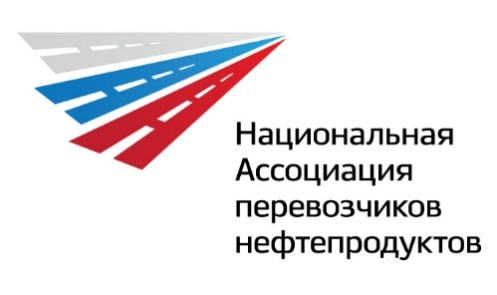 Национальная
Ассоциация
перевозчиков
нефтепродуктов